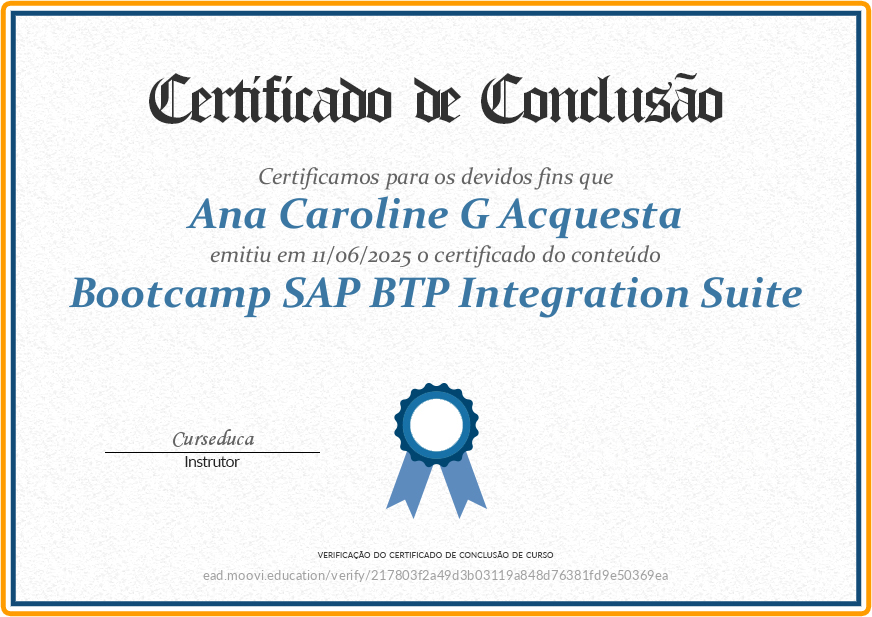 Certificado de Conclusão
Certificamos para os devidos fins que
Ana Caroline G Acquesta
emitiu em 11/06/2025 o certificado do conteúdo
Bootcamp SAP BTP Integration Suite
Curseduca
Instrutor
VERIFICAÇÃO DO CERTIFICADO DE CONCLUSÃO DE CURSO
ead.moovi.education/verify/217803f2a49d3b03119a848d76381fd9e50369ea